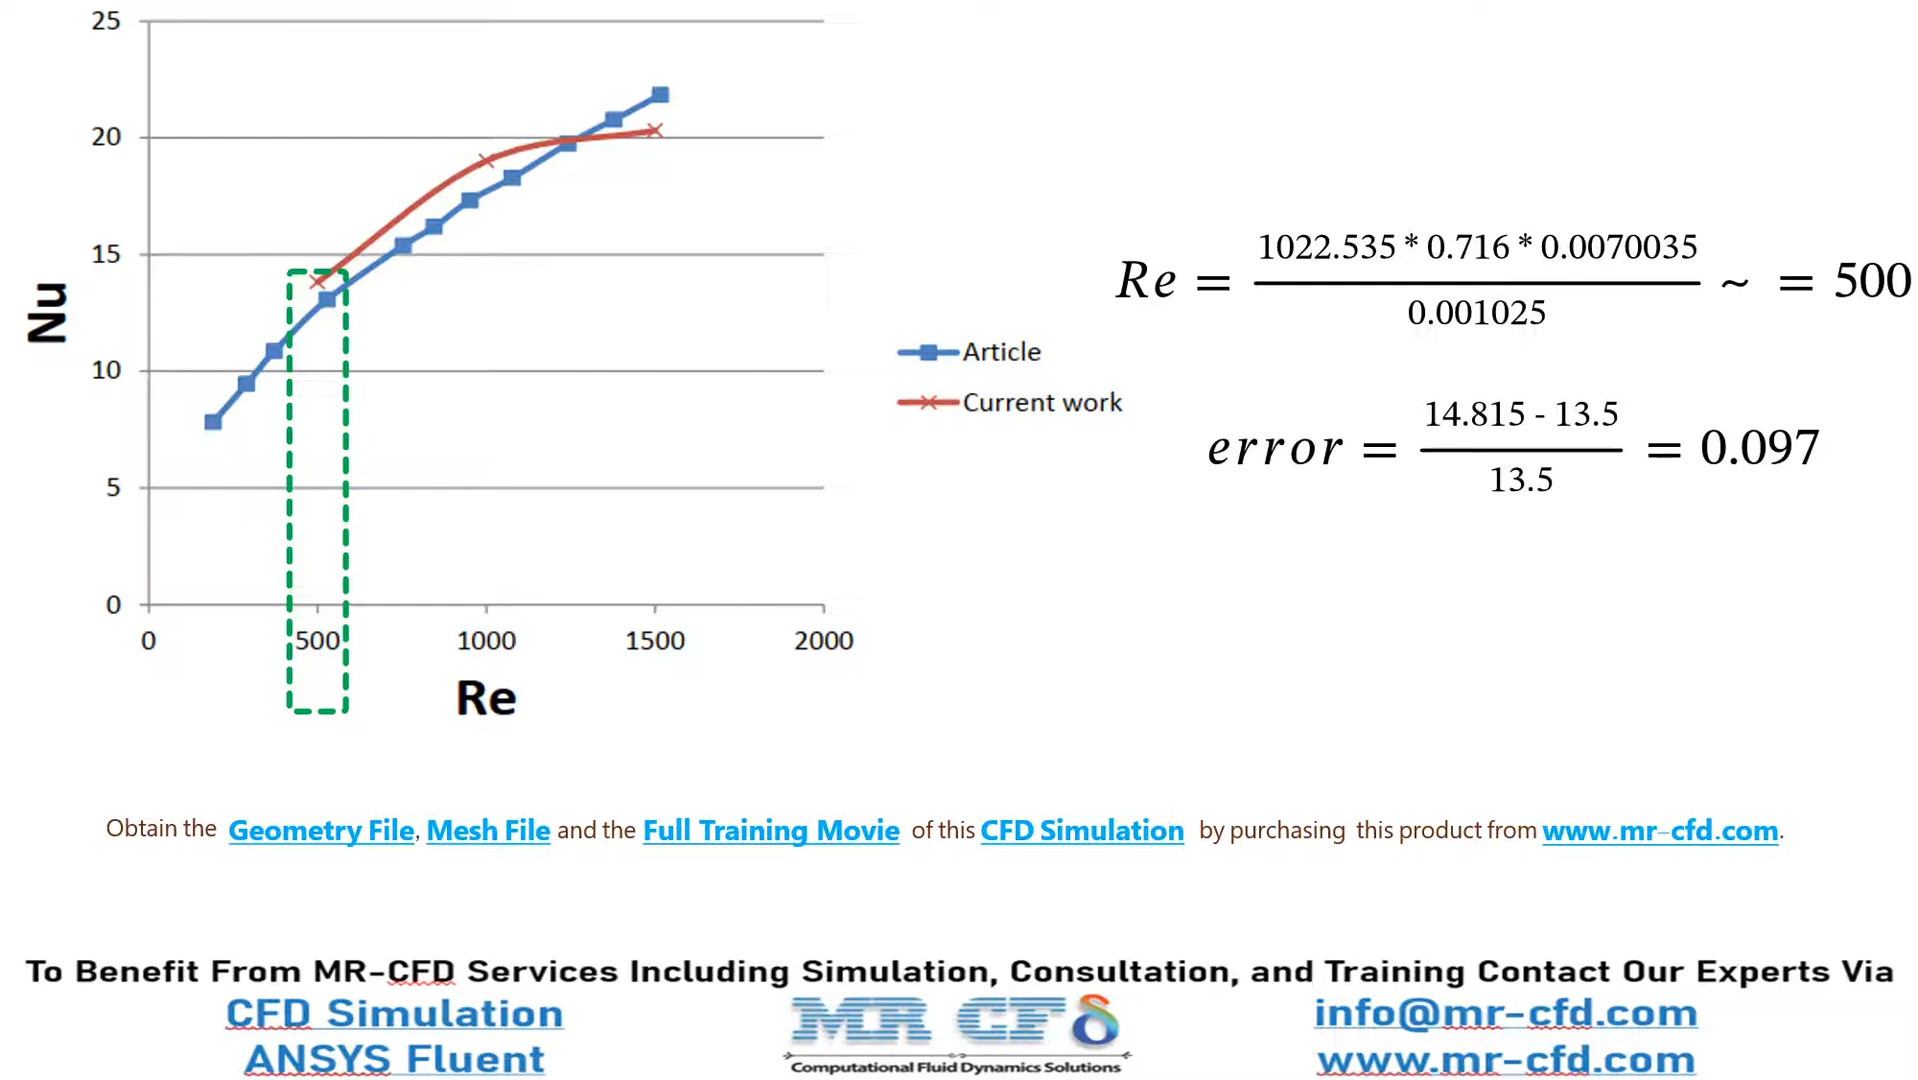 25
20
15
10
5
0
Nu
0 500 1000 1500 2000
Re
Article
Current work
Re = 1022.535 * 0.716 * 0.0070035 / 0.001025 ~ = 500
error = 14.815 - 13.5 / 13.5 = 0.097
Obtain the Geometry File, Mesh File and the Full Training Movie of this CFD Simulation by purchasing this product from www.mr-cfd.com.
To Benefit From MR-CFD Services Including Simulation, Consultation, and Training Contact Our Experts Via
CFD Simulation
ANSYS Fluent
MR CFδ
Computational Fluid Dynamics Solutions
info@mr-cfd.com
www.mr-cfd.com